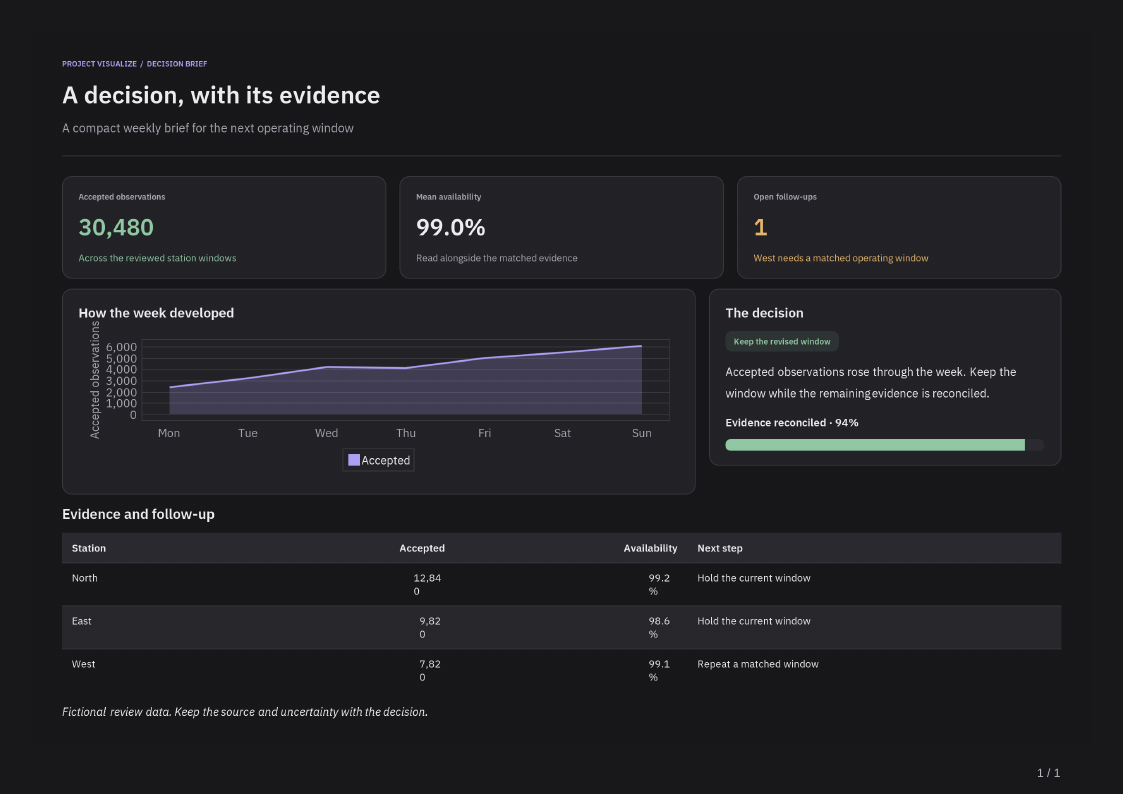 PROJECT VISUALIZE / DECISION BRIEF
A decision, with its evidence
A compact weekly brief for the next operating window
Accepted observations
30,480
Across the reviewed station windows
Mean availability
99.0%
Read alongside the matched evidence
Open follow-ups
1
West needs a matched operating window
How the week developed
Accepted observations
6,000
5,000
4,000
3,000
2,000
1,000
0
Mon Tue Wed Thu Fri Sat Sun
Accepted
The decision
Keep the revised window
Accepted observations rose through the week. Keep the
window while the remaining evidence is reconciled.
Evidence reconciled · 94%
Evidence and follow-up
Station Accepted Availability Next step
North 12,84 99.2 Hold the current window
0 %
East 9,82 98.6 Hold the current window
0 %
West 7,82 99.1 Repeat a matched window
0 %
Fictional review data. Keep the source and uncertainty with the decision.
1 / 1